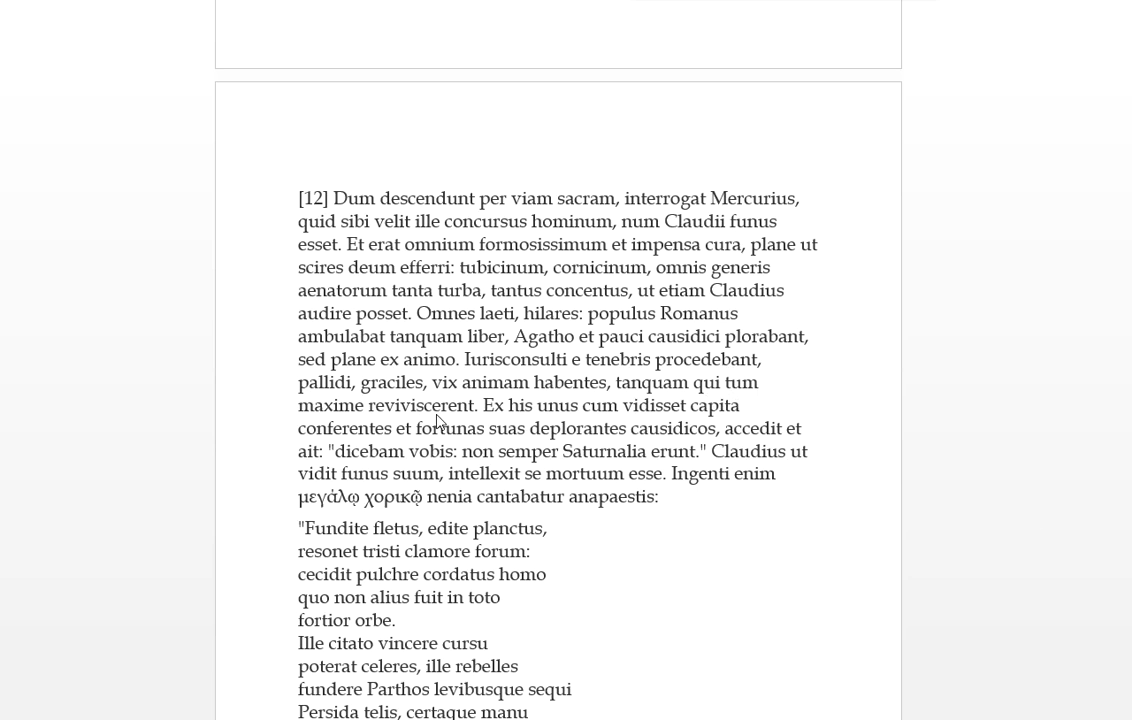 [12] Dum descendunt per viam sacram, interrogat Mercurius,
quid sibi velit ille concursus hominum, num Claudii funus
esset. Et erat omnium formosissimum et impensa cura, plane ut
scires deum efferri: tubicinum, cornicinum, omnis generis
aenatorum tanta turba, tantus concentus, ut etiam Claudius
audire posset. Omnes laeti, hilares: populus Romanus
ambulabat tanquam liber, Agatho et pauci causidici plorabant,
sed plane ex animo. Iurisconsulti e tenebris procedebant,
pallidi, graciles, vix animam habentes, tanquam qui tum
maxime reviviscerent. Ex his unus cum vidisset capita
conferentes et fortunas suas deplorantes causidicos, accedit et
ait: "dicebam vobis: non semper Saturnalia erunt." Claudius ut
vidit funus suum, intellexit se mortuum esse. Ingenti enim
μεγάλῳ χορικῷ nenia cantabatur anapaestis:
"Fundite fletus, edite planctus,
resonet tristi clamore forum:
cecidit pulchre cordatus homo
quo non alius fuit in toto
fortior orbe.
Ille citato vincere cursu
poterat celeres, ille rebelles
fundere Parthos levibusque sequi
Persida telis, certaque manu